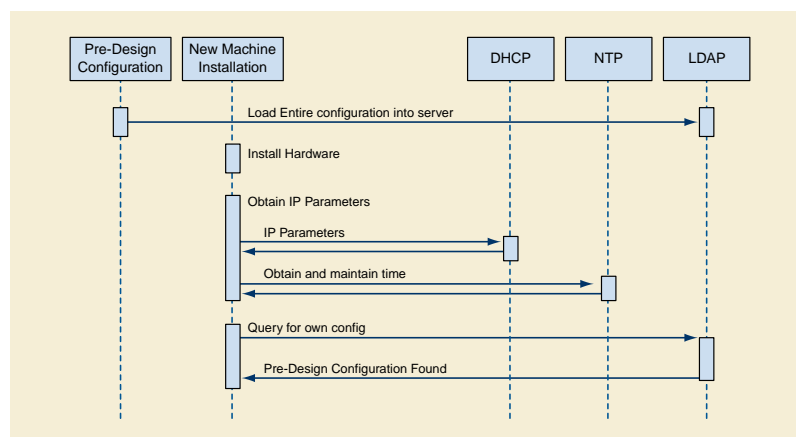 Pre-Design
Configuration
New Machine
Installation
DHCP
NTP
LDAP
Load Entire configuration into server
Install Hardware
Obtain IP Parameters
IP Parameters
Obtain and maintain time
Query for own config
Pre-Design Configuration Found